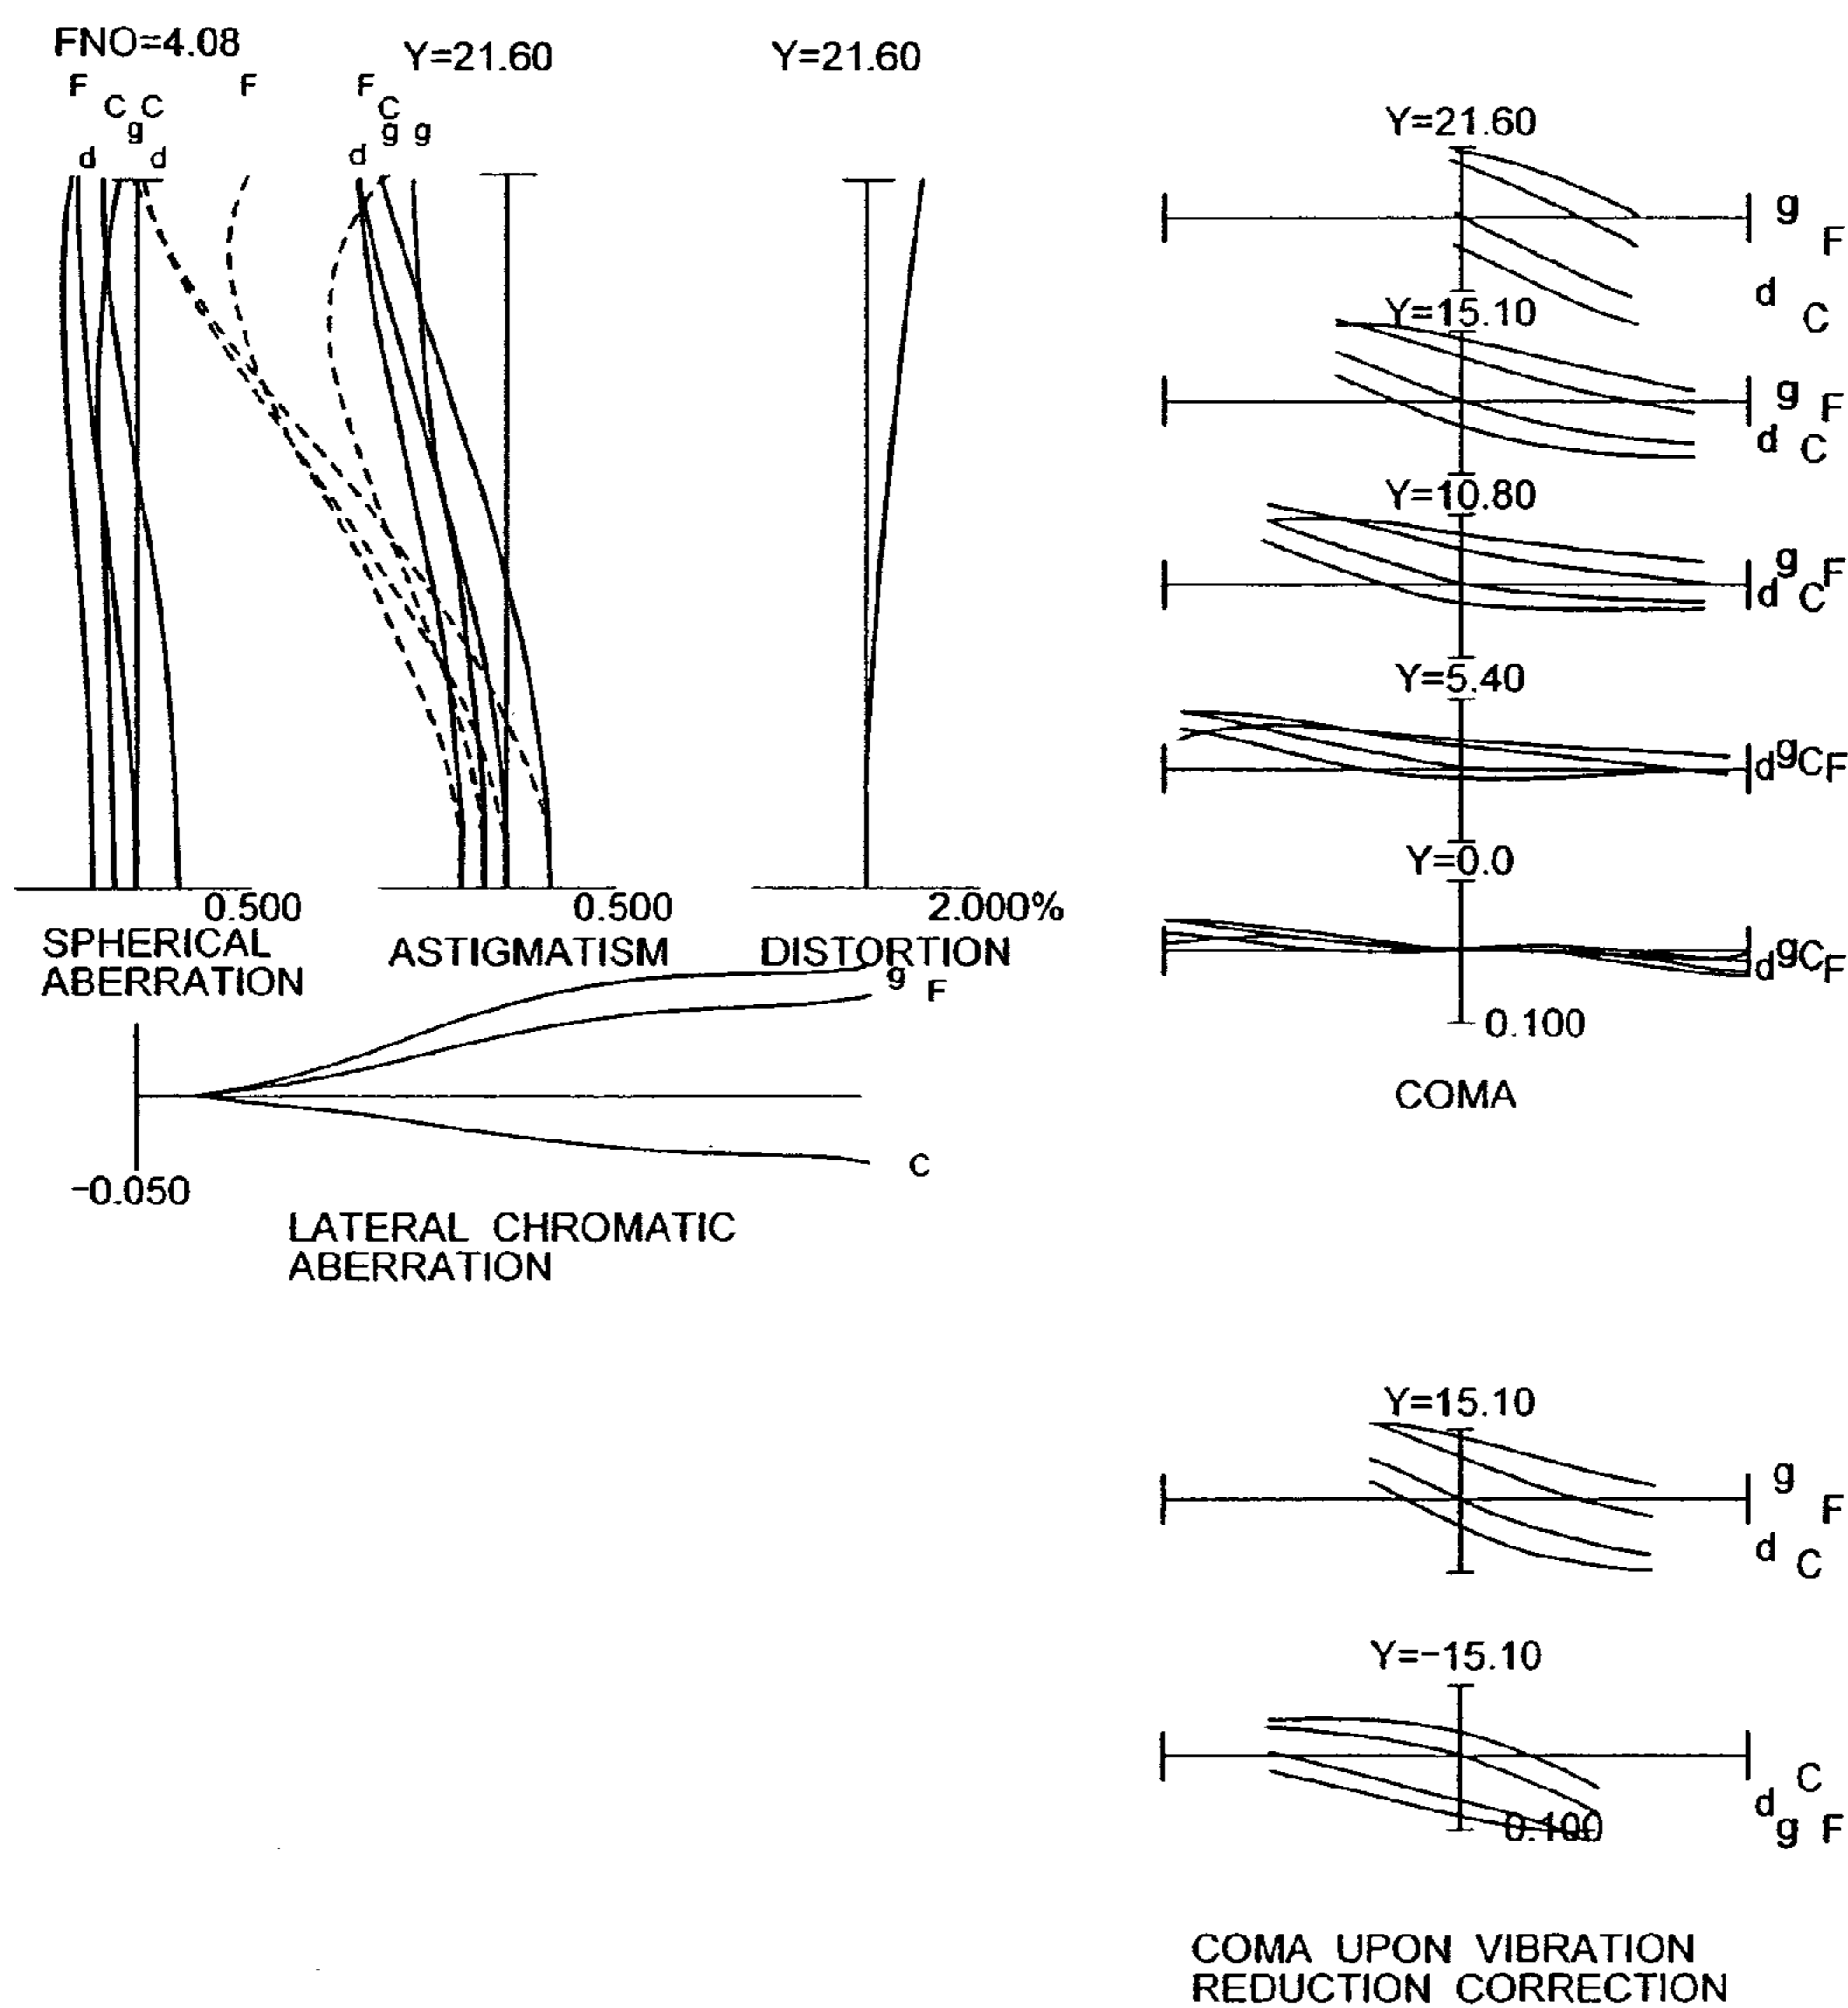 FNO=4.08
F
F
C C
g
d
d
Y=21.60
F
C
g g
d
Y=21.60
0.500
SPHERICAL
ABERRATION
0.500
ASTIGMATISM
2.000%
DISTORTION
g
F
C
-0.050
LATERAL CHROMATIC
ABERRATION
Y=21.60
g
F
d
C
Y=15.10
g
F
d C
Y=10.80
g F
d C
Y=5.40
d g C F
Y=0.0
d g C F
0.100
COMA
Y=15.10
g
F
d
C
Y=-15.10
C
d
g F
0.100
COMA UPON VIBRATION
REDUCTION CORRECTION